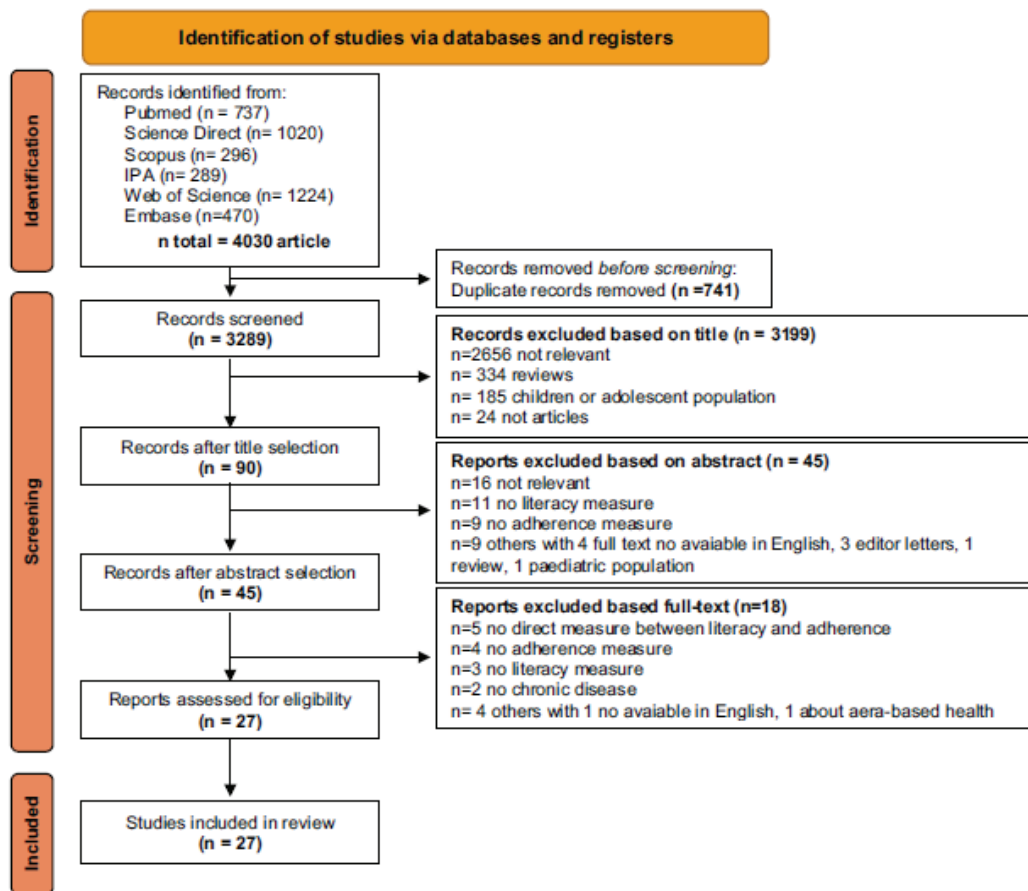 Identification of studies via databases and registers
Identification
Records identified from:
Pubmed (n = 737)
Science Direct (n= 1020)
Scopus (n= 296)
IPA (n= 289)
Web of Science (n= 1224)
Embase (n=470)
n total = 4030 article
Records removed before screening:
Duplicate records removed (n =741)
Screening
Records screened
(n = 3289)
Records excluded based on title (n = 3199)
n=2656 not relevant
n= 334 reviews
n= 185 children or adolescent population
n= 24 not articles
Records after title selection
(n = 90)
Reports excluded based on abstract (n = 45)
n=16 not relevant
n=11 no literacy measure
n=9 no adherence measure
n=9 others with 4 full text no avaiable in English, 3 editor letters, 1
review, 1 paediatric population
Records after abstract selection
(n = 45)
Reports excluded based full-text (n=18)
n=5 no direct measure between literacy and adherence
n=4 no adherence measure
n=3 no literacy measure
n=2 no chronic disease
n= 4 others with 1 no avaiable in English, 1 about aera-based health
Reports assessed for eligibility
(n = 27)
Included
Studies included in review
(n = 27)